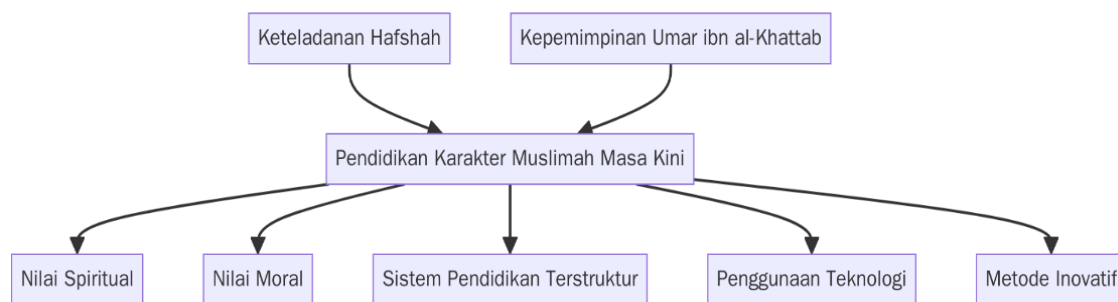 Keteladanan Hafshah
Kepemimpinan Umar ibn al-Khattab
Pendidikan Karakter Muslimah Masa Kini
Nilai Spiritual
Nilai Moral
Sistem Pendidikan Terstruktur
Penggunaan Teknologi
Metode Inovatif